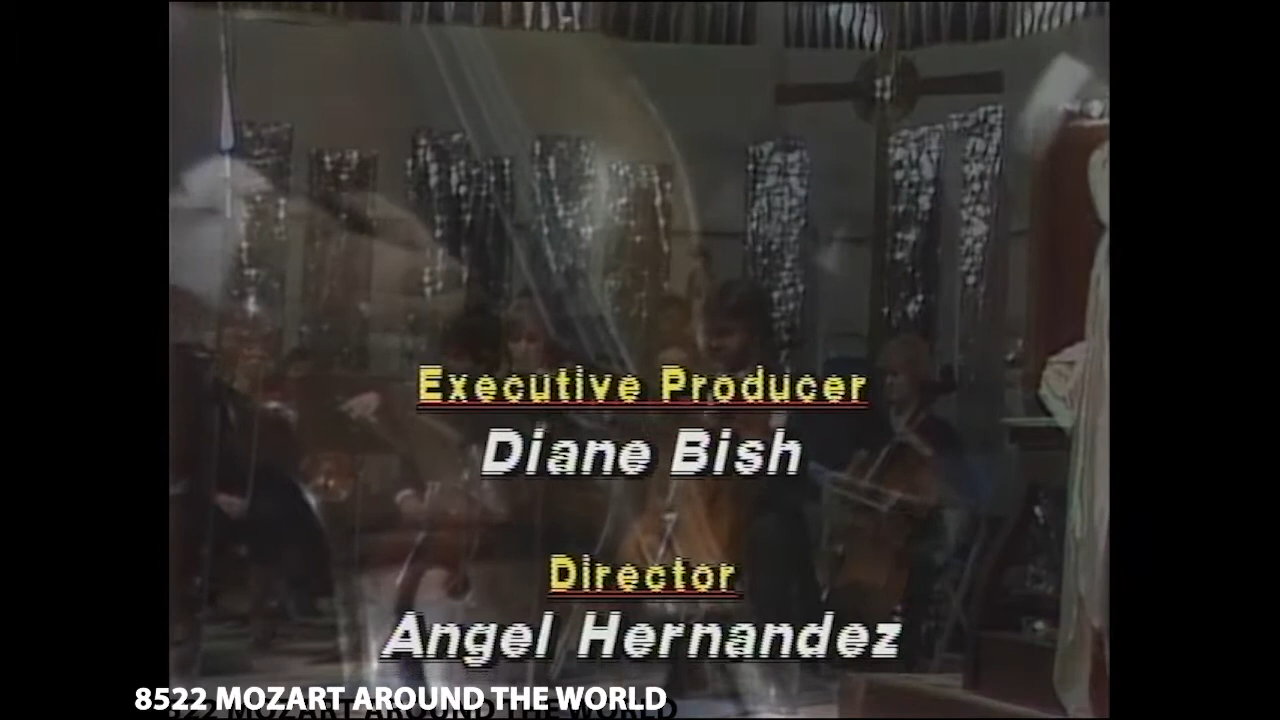 Executive Producer
Diane Bish
Director
Angel Hernandez
8522 MOZART AROUND THE WORLD